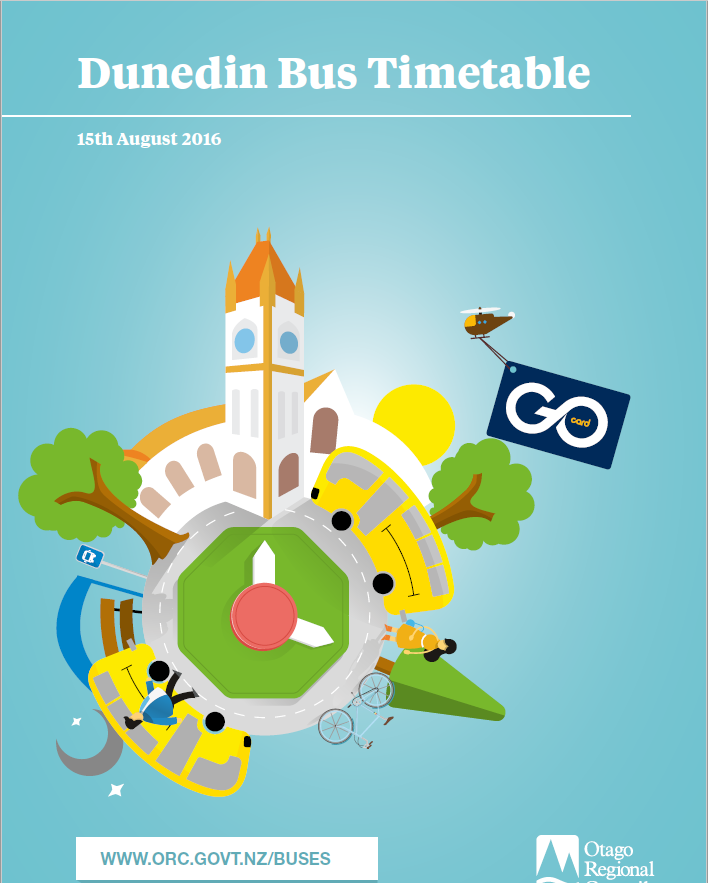 Dunedin Bus Timetable
15th August 2016
GO
card
WWW.ORC.GOVT.NZ/BUSES
Otago
Regional